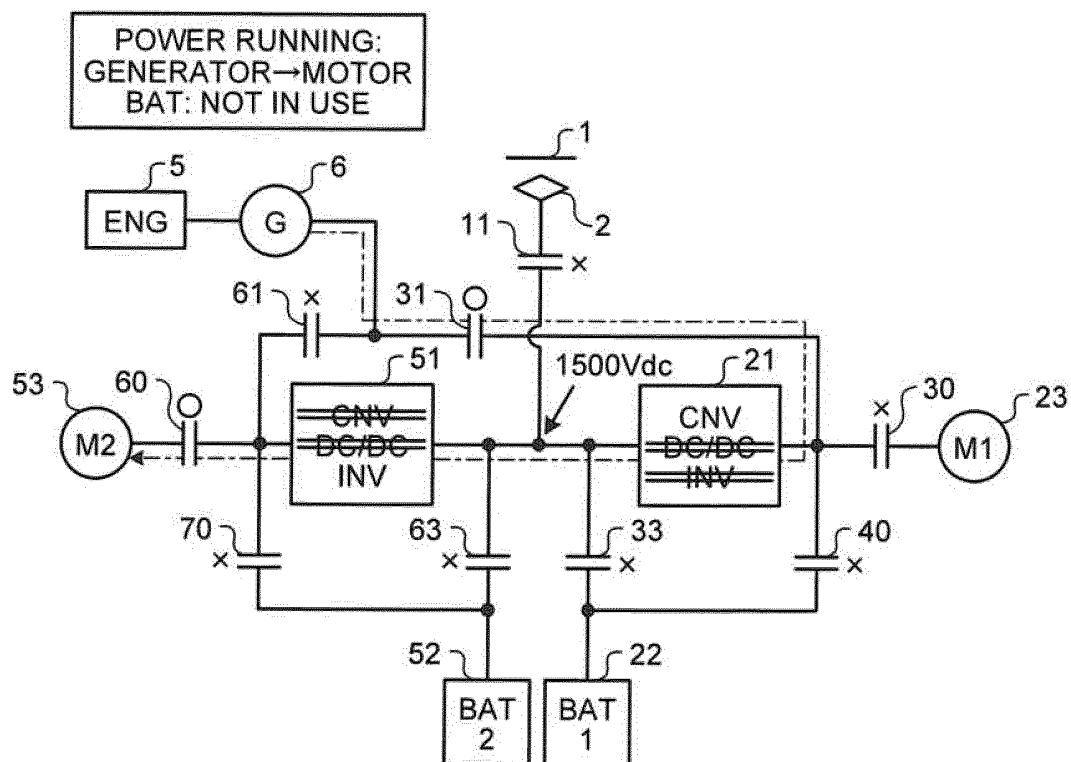 POWER RUNNING:
GENERATOR→MOTOR
BAT: NOT IN USE
1
5
6
ENG
G
11
2
×
61
×
31
1500Vdc
53
60
51
21
30
×
23
M2
CNV
DC/DC
INV
CNV
DC/DC
INV
M1
70
×
63
×
33
×
40
×
52
22
BAT
2
BAT
1